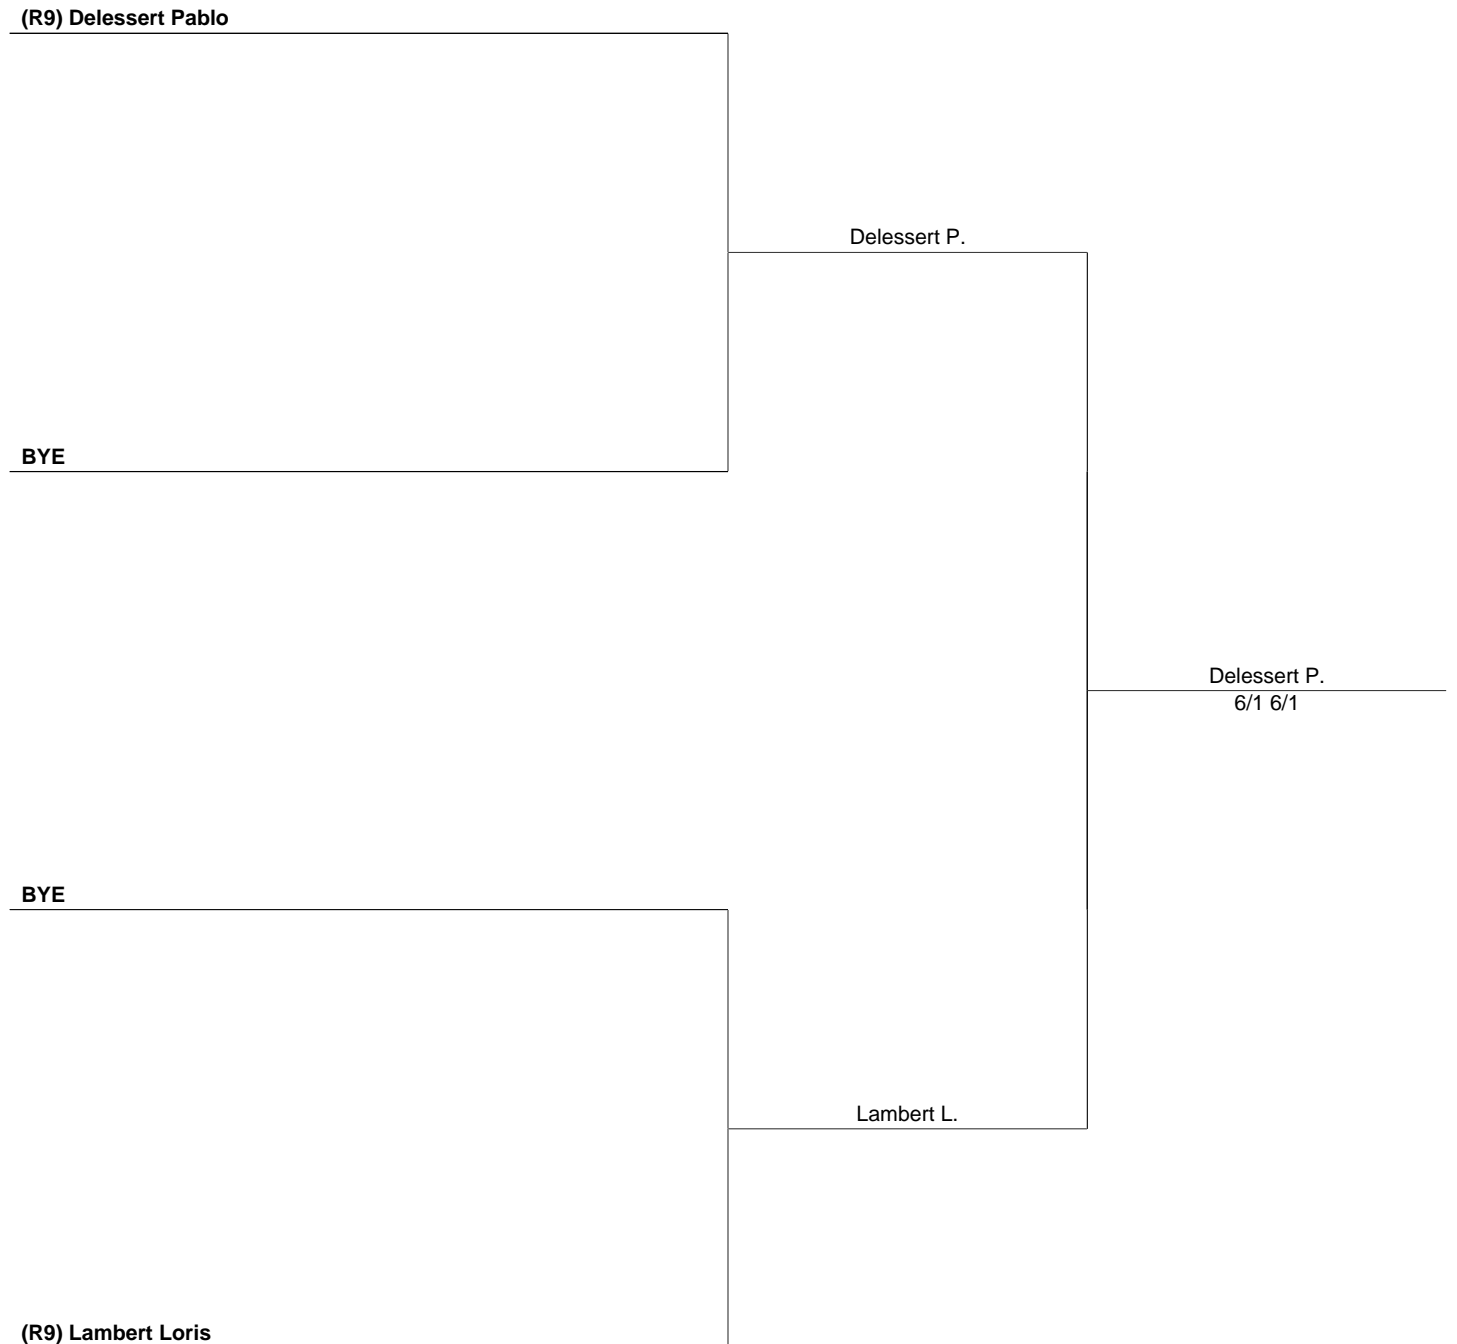 (R9) Delessert Pablo
Delessert P.
BYE
Delessert P.
6/1 6/1
BYE
Lambert L.
(R9) Lambert Loris